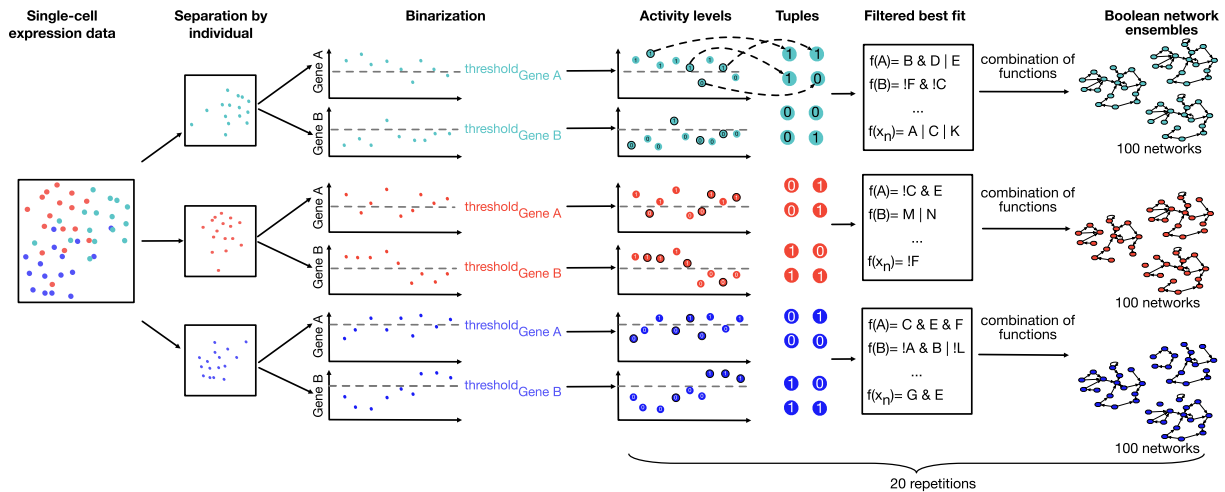 Single-cell
expression data
Separation by
individual
Binarization
Activity levels
Tuples
Filtered best fit
Boolean network
ensembles
Gene A
threshold Gene A
1 1
1 0
f(A)= B & D | E
f(B)= !F & !C
...
f(xn)= A | C | K
combination of
functions
Gene B
threshold Gene B
0 0
0 1
100 networks
Gene A
threshold Gene A
0 1
0 1
f(A)= !C & E
f(B)= M | N
...
f(xn)= !F
combination of
functions
Gene B
threshold Gene B
1 0
1 1
100 networks
Gene A
threshold Gene A
0 1
0 0
f(A)= C & E & F
f(B)= !A & B | !L
...
f(xn)= G & E
combination of
functions
Gene B
threshold Gene B
1 0
1 1
100 networks
20 repetitions